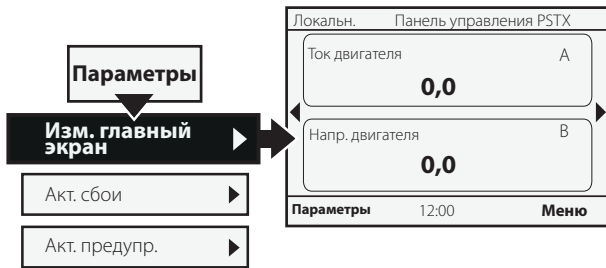 Параметры
Изм. главный
экран
Акт. сбои
Акт. предупр.
Локальн. Панель управления PSTX
Ток двигателя A
0,0
Напр. двигателя B
0,0
Параметры 12:00 Меню